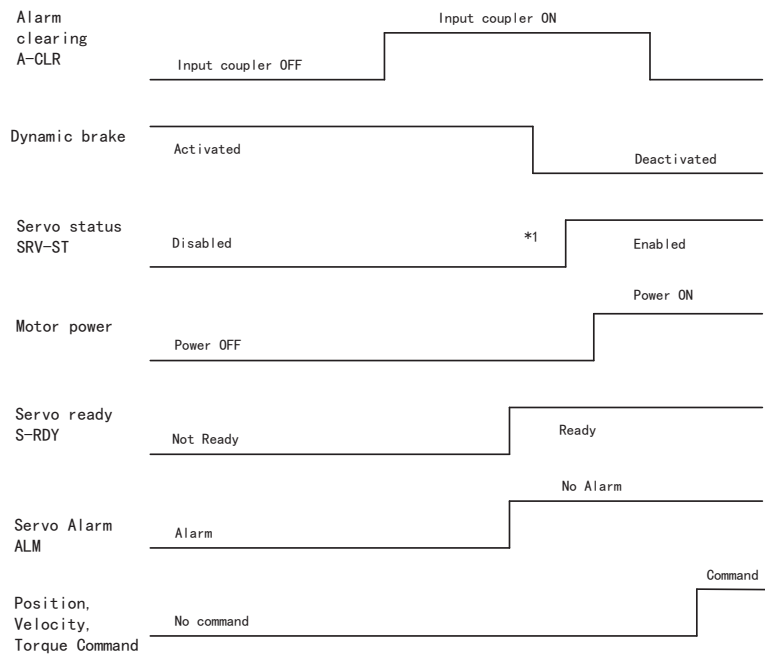 Alarm
clearing
A-CLR
Input coupler OFF
Input coupler ON
Dynamic brake
Activated
Deactivated
Servo status
SRV-ST
Disabled
*1
Enabled
Motor power
Power OFF
Power ON
Servo ready
S-RDY
Not Ready
Ready
Servo Alarm
ALM
Alarm
No Alarm
Position,
Velocity,
Torque Command
No command
Command